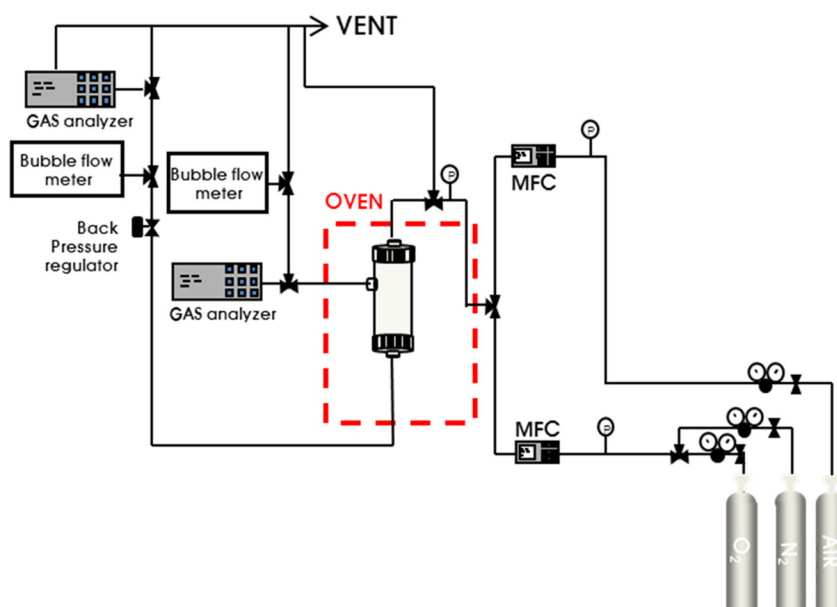 VENT
GAS analyzer
Bubble flow
meter
Bubble flow
meter
Back
Pressure
regulator
GAS analyzer
OVEN
P
P
MFC
P
MFC
O₂
N₂
AIR